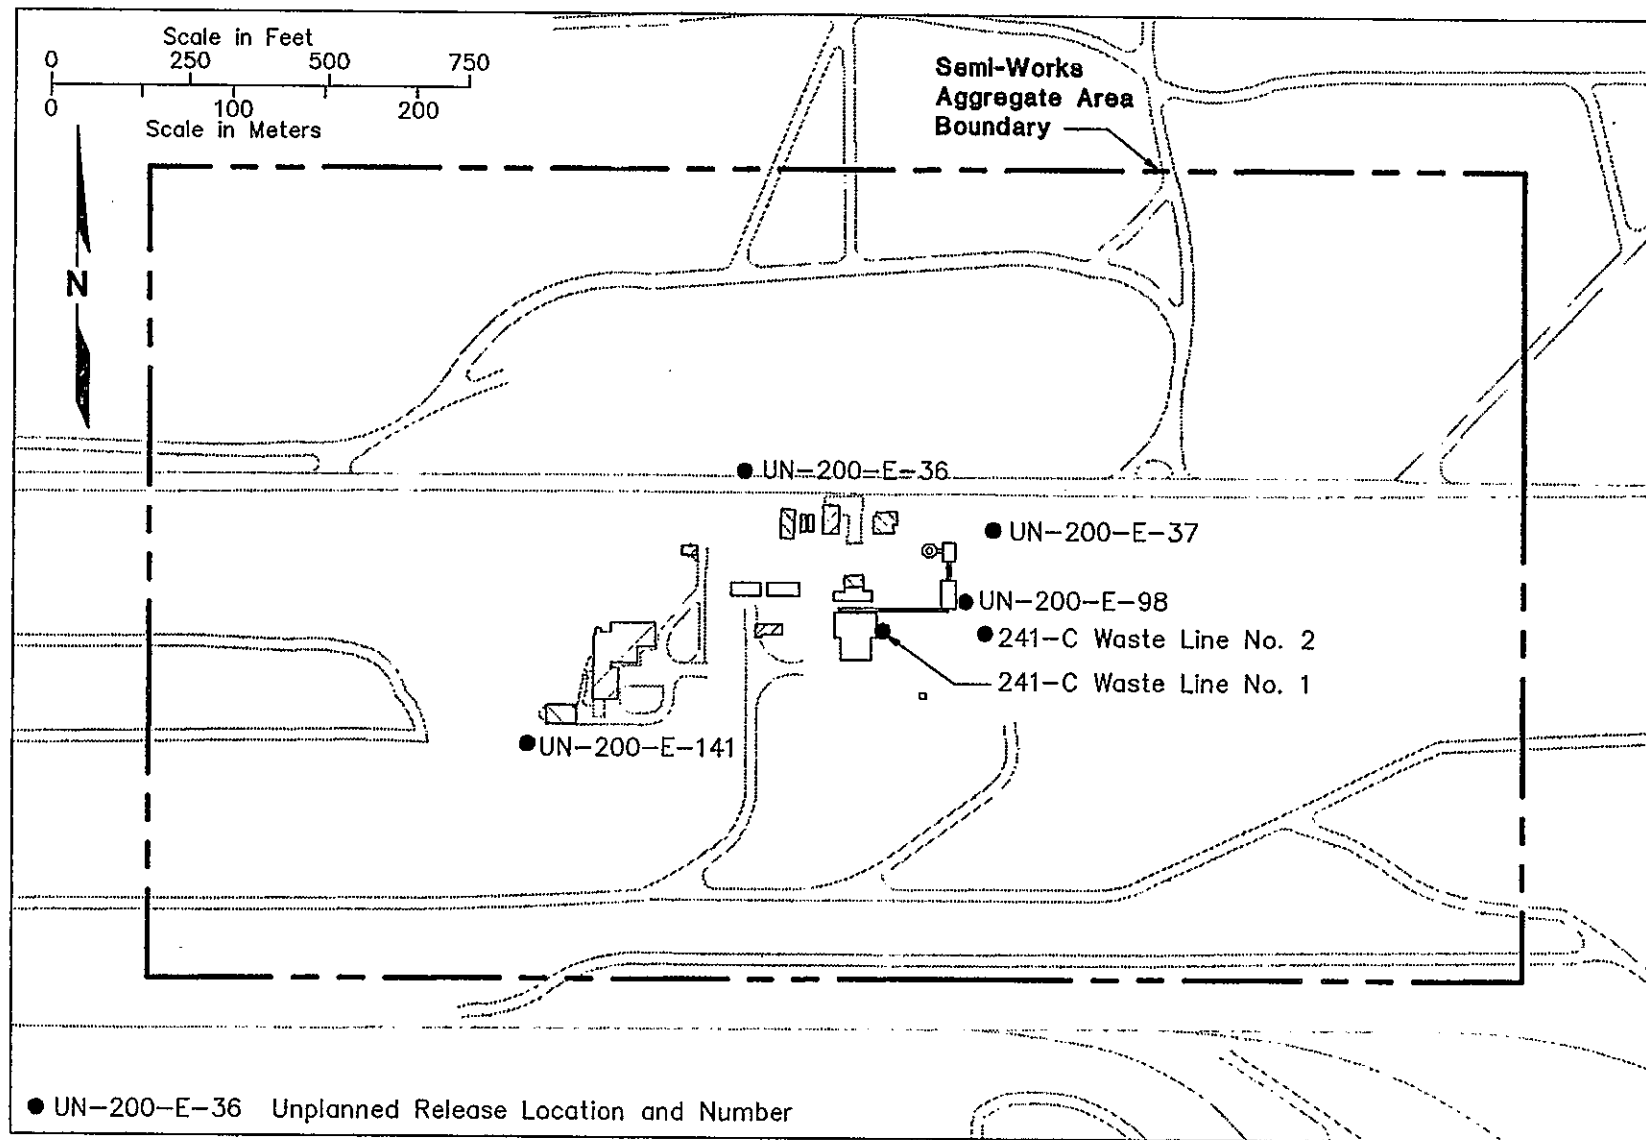 Scale in Feet
0 250 500 750
0 100 200
Scale in Meters
N
Semi-Works
Aggregate Area
Boundary
UN-200-E-36
UN-200-E-37
UN-200-E-98
241-C Waste Line No. 2
241-C Waste Line No. 1
UN-200-E-141
UN-200-E-36 Unplanned Release Location and Number